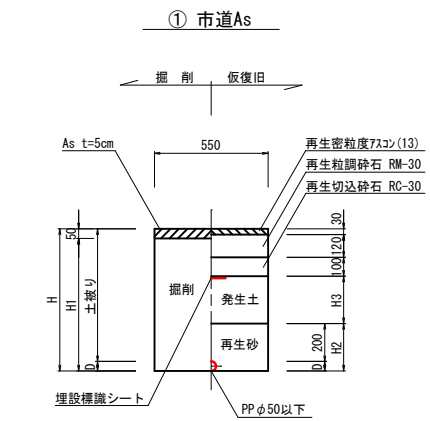 ① 市道As
掘 削
仮復旧
As t=5cm
550
再生密粒度ｱｽｺﾝ(13)
再生粒調砕石 RM-30
再生切込砕石 RC-30
50
30
120
100
H
H1
土被り
掘削
発生土
H3
再生砂
200
H2
D
D
埋設標識シート
PPφ50以下